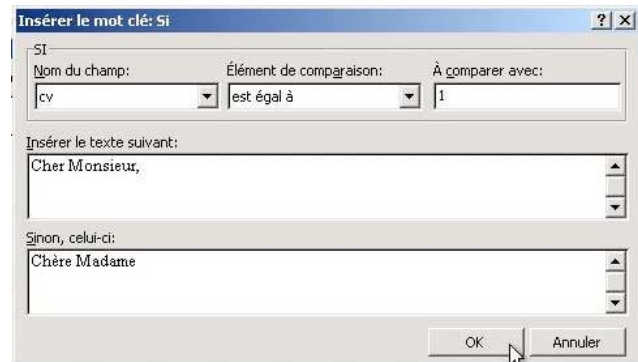 Insérer le mot clé: Si
SI
Nom du champ: Élément de comparaison: À comparer avec:
cv est égal à 1
Insérer le texte suivant:
Cher Monsieur,
Sinon, celui-ci:
Chère Madame
OK Annuler